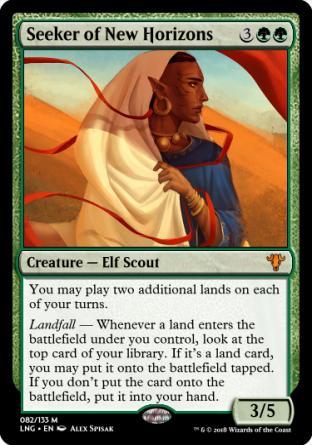 Seeker of New Horizons 3
Creature — Elf Scout
You may play two additional lands on each
of your turns.
Landfall — Whenever a land enters the
battlefield under you control, look at the
top card of your library. If it's a land card,
you may put it onto the battlefield tapped.
If you don't put the card onto the
battlefield, put it into your hand.
3/5
082/133 M
LNG • EN Alex Spisak
™ & © 2018 Wizards of the Coast